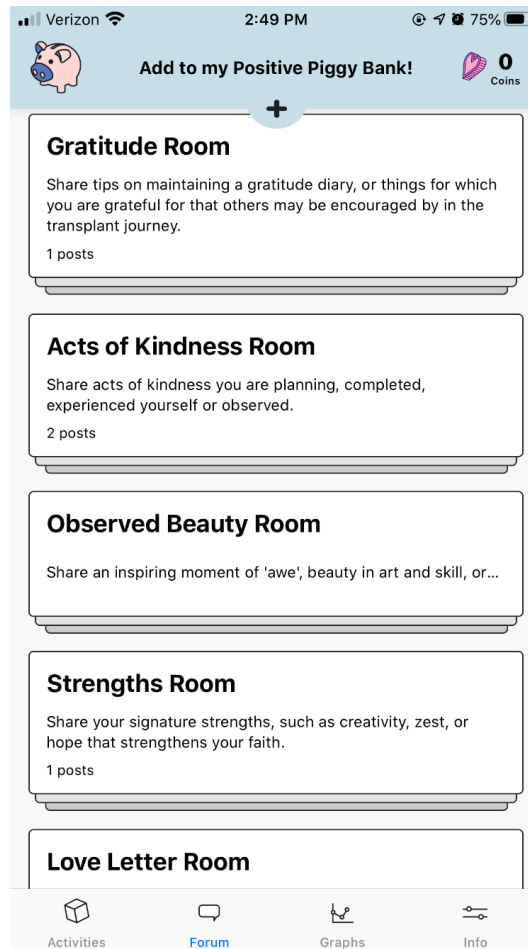 Verizon 2:49 PM 75%
Add to my Positive Piggy Bank!
0
Coins
+
Gratitude Room
Share tips on maintaining a gratitude diary, or things for which
you are grateful for that others may be encouraged by in the
transplant journey.
1 posts
Acts of Kindness Room
Share acts of kindness you are planning, completed,
experienced yourself or observed.
2 posts
Observed Beauty Room
Share an inspiring moment of 'awe', beauty in art and skill, or...
Strengths Room
Share your signature strengths, such as creativity, zest, or
hope that strengthens your faith.
1 posts
Love Letter Room
Activities Forum Graphs Info